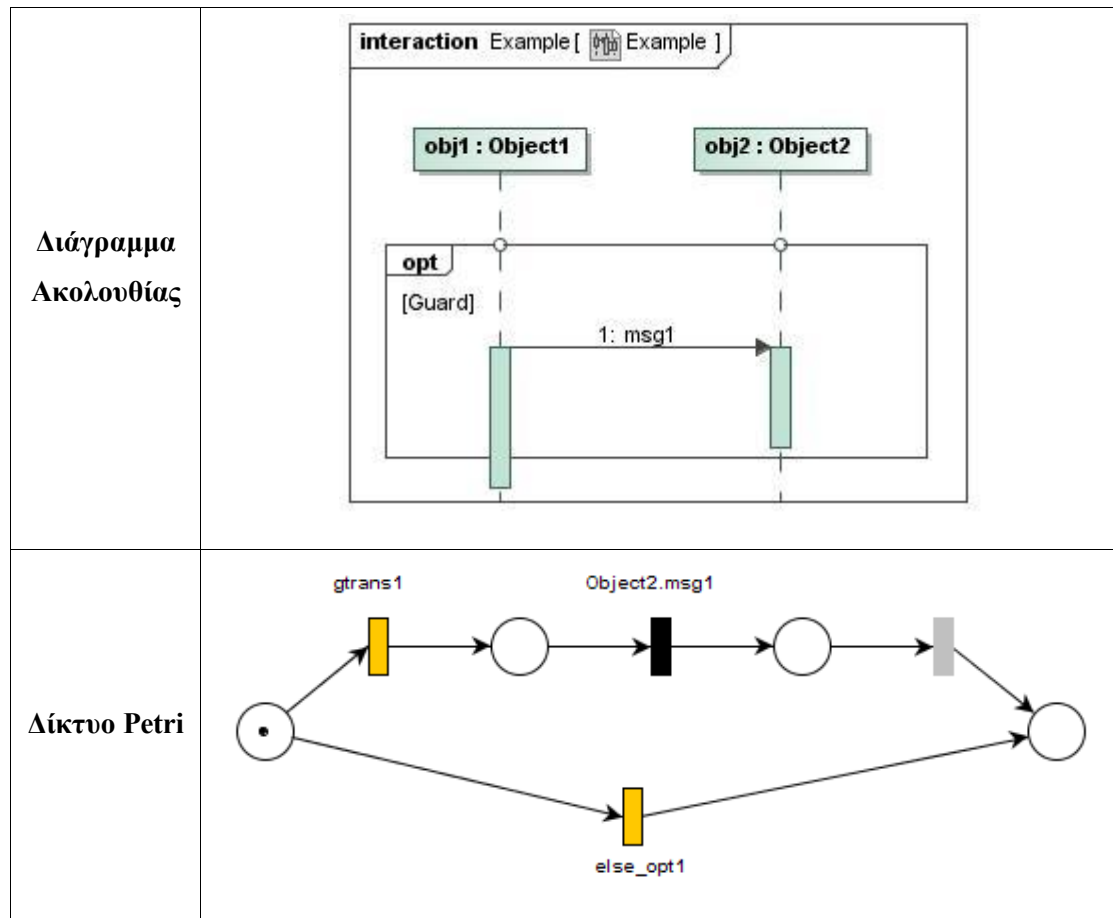 interaction Example [ Example ]
obj1 : Object1
obj2 : Object2
Διάγραμμα
Ακολουθίας
opt
[Guard]
1: msg1
gtrans1
Object2.msg1
Δίκτυο Petri
else_opt1